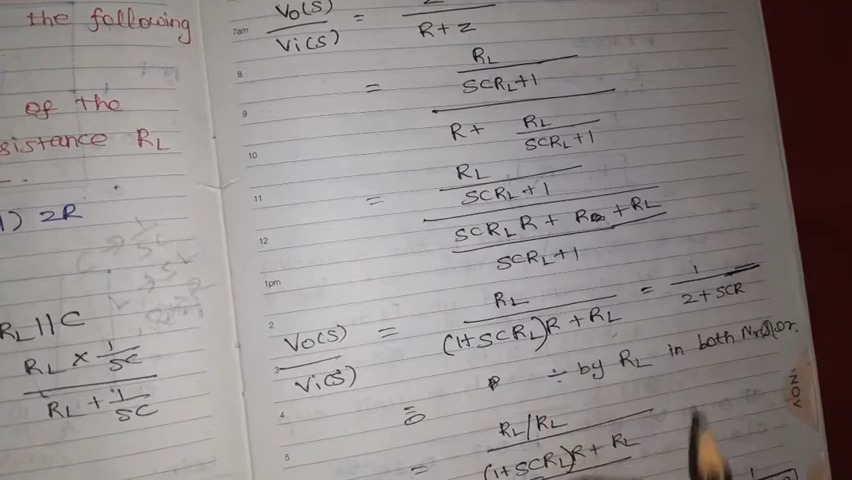 the following
of the
sistance RL
1) 2R
RL || C
RL × 1/SC
RL + 1/SC
7am Vo(s)/Vi(s) = Z/R+Z
8 = RL/SCRL+1
9
10 R + RL/SCRL+1
11 = RL/SCRL+1
12 SCRLR + R + RL
SCRL+1
1pm
2 Vo(s)/Vi(s) = RL/(1+SCRL)R + RL = 1/2+SCR
3
÷ by RL in both Nr & Dr.
4 =
5 = RL/RL
(1+SCRL)R + RL
NOV